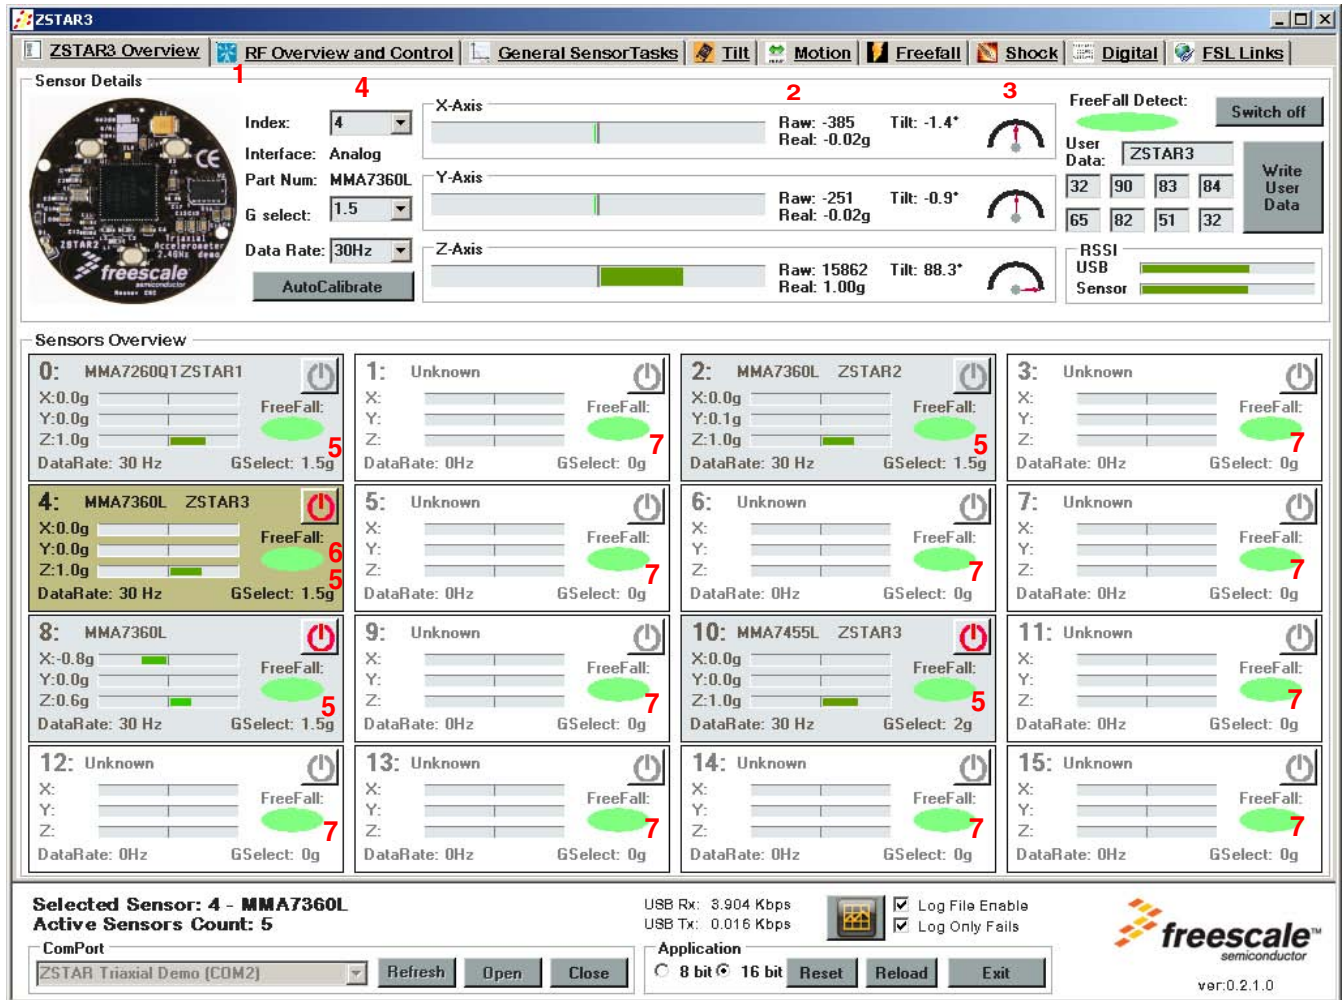 ZSTAR3
ZSTAR3 Overview RF Overview and Control General SensorTasks Tilt Motion Freefall Shock Digital FSL Links
1
Sensor Details
4
2
3
ZSTAR2
Triaxial
Accelerometer
2.4GHz demo
freescale
semiconductor
CE
Index: 4
Interface: Analog
Part Num: MMA7360L
G select: 1.5
Data Rate: 30Hz
AutoCalibrate
X-Axis
Raw: -385 Tilt: -1.4°
Real: -0.02g
Y-Axis
Raw: -251 Tilt: -0.9°
Real: -0.02g
Z-Axis
Raw: 15862 Tilt: 88.3°
Real: 1.00g
FreeFall Detect:
Switch off
User Data: ZSTAR3
32 90 83 84
65 82 51 32
Write User Data
RSSI
USB
Sensor
Sensors Overview
0: MMA7260QTZSTAR1
X:0.0g
Y:0.0g
Z:1.0g
FreeFall:
5
DataRate: 30 Hz GSelect: 1.5g
1: Unknown
X:
Y:
Z:
FreeFall:
7
DataRate: 0Hz GSelect: 0g
2: MMA7360L ZSTAR2
X:0.0g
Y:0.1g
Z:1.0g
FreeFall:
5
DataRate: 30 Hz GSelect: 1.5g
3: Unknown
X:
Y:
Z:
FreeFall:
7
DataRate: 0Hz GSelect: 0g
4: MMA7360L ZSTAR3
X:0.0g
Y:0.0g
Z:1.0g
FreeFall:
6
5
DataRate: 30 Hz GSelect: 1.5g
5: Unknown
X:
Y:
Z:
FreeFall:
7
DataRate: 0Hz GSelect: 0g
6: Unknown
X:
Y:
Z:
FreeFall:
7
DataRate: 0Hz GSelect: 0g
7: Unknown
X:
Y:
Z:
FreeFall:
7
DataRate: 0Hz GSelect: 0g
8: MMA7360L
X:-0.8g
Y:0.0g
Z:0.6g
FreeFall:
5
DataRate: 30 Hz GSelect: 1.5g
9: Unknown
X:
Y:
Z:
FreeFall:
7
DataRate: 0Hz GSelect: 0g
10: MMA7455L ZSTAR3
X:0.0g
Y:0.0g
Z:1.0g
FreeFall:
5
DataRate: 30 Hz GSelect: 2g
11: Unknown
X:
Y:
Z:
FreeFall:
7
DataRate: 0Hz GSelect: 0g
12: Unknown
X:
Y:
Z:
FreeFall:
7
DataRate: 0Hz GSelect: 0g
13: Unknown
X:
Y:
Z:
FreeFall:
7
DataRate: 0Hz GSelect: 0g
14: Unknown
X:
Y:
Z:
FreeFall:
7
DataRate: 0Hz GSelect: 0g
15: Unknown
X:
Y:
Z:
FreeFall:
7
DataRate: 0Hz GSelect: 0g
Selected Sensor: 4 - MMA7360L
Active Sensors Count: 5
ComPort
ZSTAR Triaxial Demo (COM2) Refresh Open Close
USB Rx: 3.904 Kbps
USB Tx: 0.016 Kbps
Log File Enable
Log Only Fails
Application
8 bit 16 bit Reset Reload Exit
freescale™
semiconductor
ver:0.2.1.0